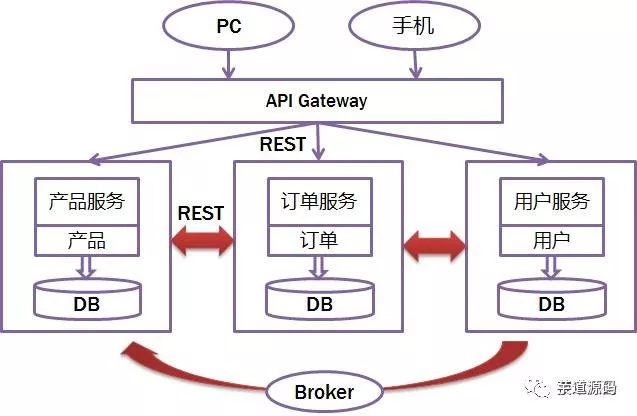 PC
手机
API Gateway
REST
产品服务
产品
DB
REST
订单服务
订单
DB
用户服务
用户
DB
Broker
芋道源码